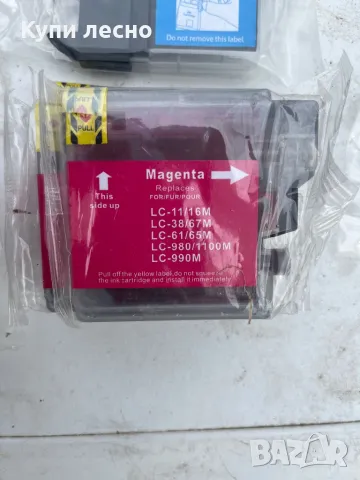 Купи лесно
Do not remove this label.
PULL
Magenta
Replaces
FOR/FÜR/POUR
This
side up
LC-11/16M
LC-38/67M
LC-61/65M
LC-980/1100M
LC-990M
Pull off the yellow label, do not squeeze
the ink cartridge and install it immediately.
BAZAR